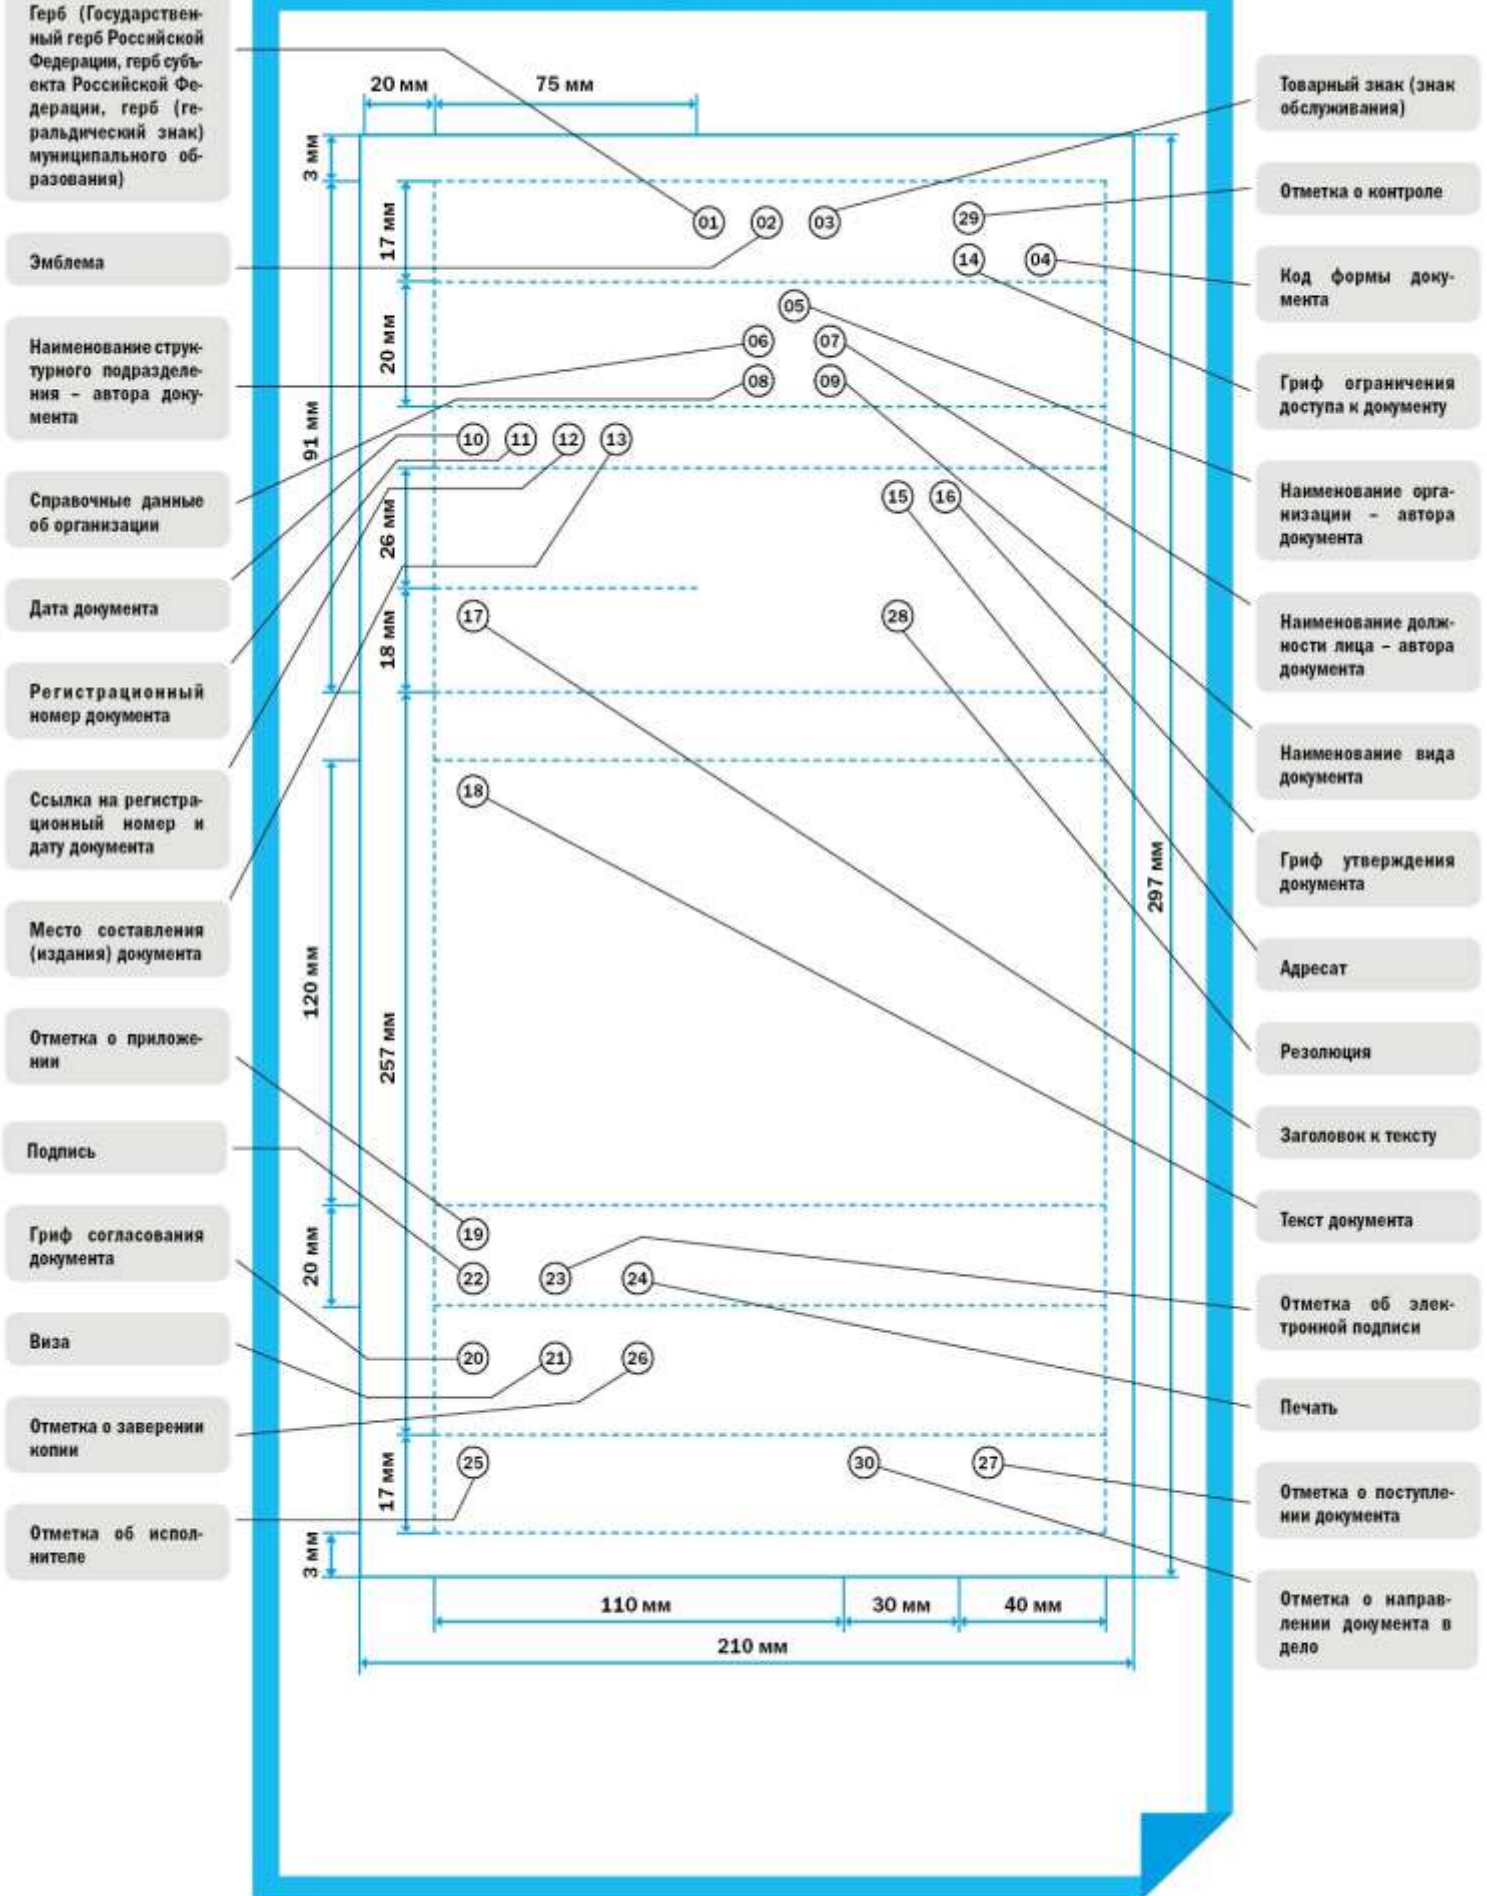 Герб (Государствен-
ный герб Российской
Федерации, герб субъ-
екта Российской Фе-
дерации, герб (ге-
ральдический знак)
муниципального об-
разования)
Эмблема
Наименование струк-
турного подразделе-
ния – автора доку-
мента
Справочные данные
об организации
Дата документа
Регистрационный
номер документа
Ссылка на регистра-
ционный номер и
дату документа
Место составления
(издания) документа
Отметка о приложе-
нии
Подпись
Гриф согласования
документа
Виза
Отметка о заверении
копии
Отметка об испол-
нителе
20 мм
75 мм
3 мм
17 мм
01
02
03
29
14
04
20 мм
05
06
07
08
09
91 мм
10
11
12
13
26 мм
15
16
18 мм
17
28
18
297 мм
120 мм
257 мм
19
20 мм
22
23
24
20
21
26
17 мм
25
30
27
3 мм
110 мм
30 мм
40 мм
210 мм
Товарный знак (знак
обслуживания)
Отметка о контроле
Код формы доку-
мента
Гриф ограничения
доступа к документу
Наименование орга-
низации – автора
документа
Наименование долж-
ности лица – автора
документа
Наименование вида
документа
Гриф утверждения
документа
Адресат
Резолюция
Заголовок к тексту
Текст документа
Отметка об элек-
тронной подписи
Печать
Отметка о поступле-
нии документа
Отметка о направ-
лении документа в
дело